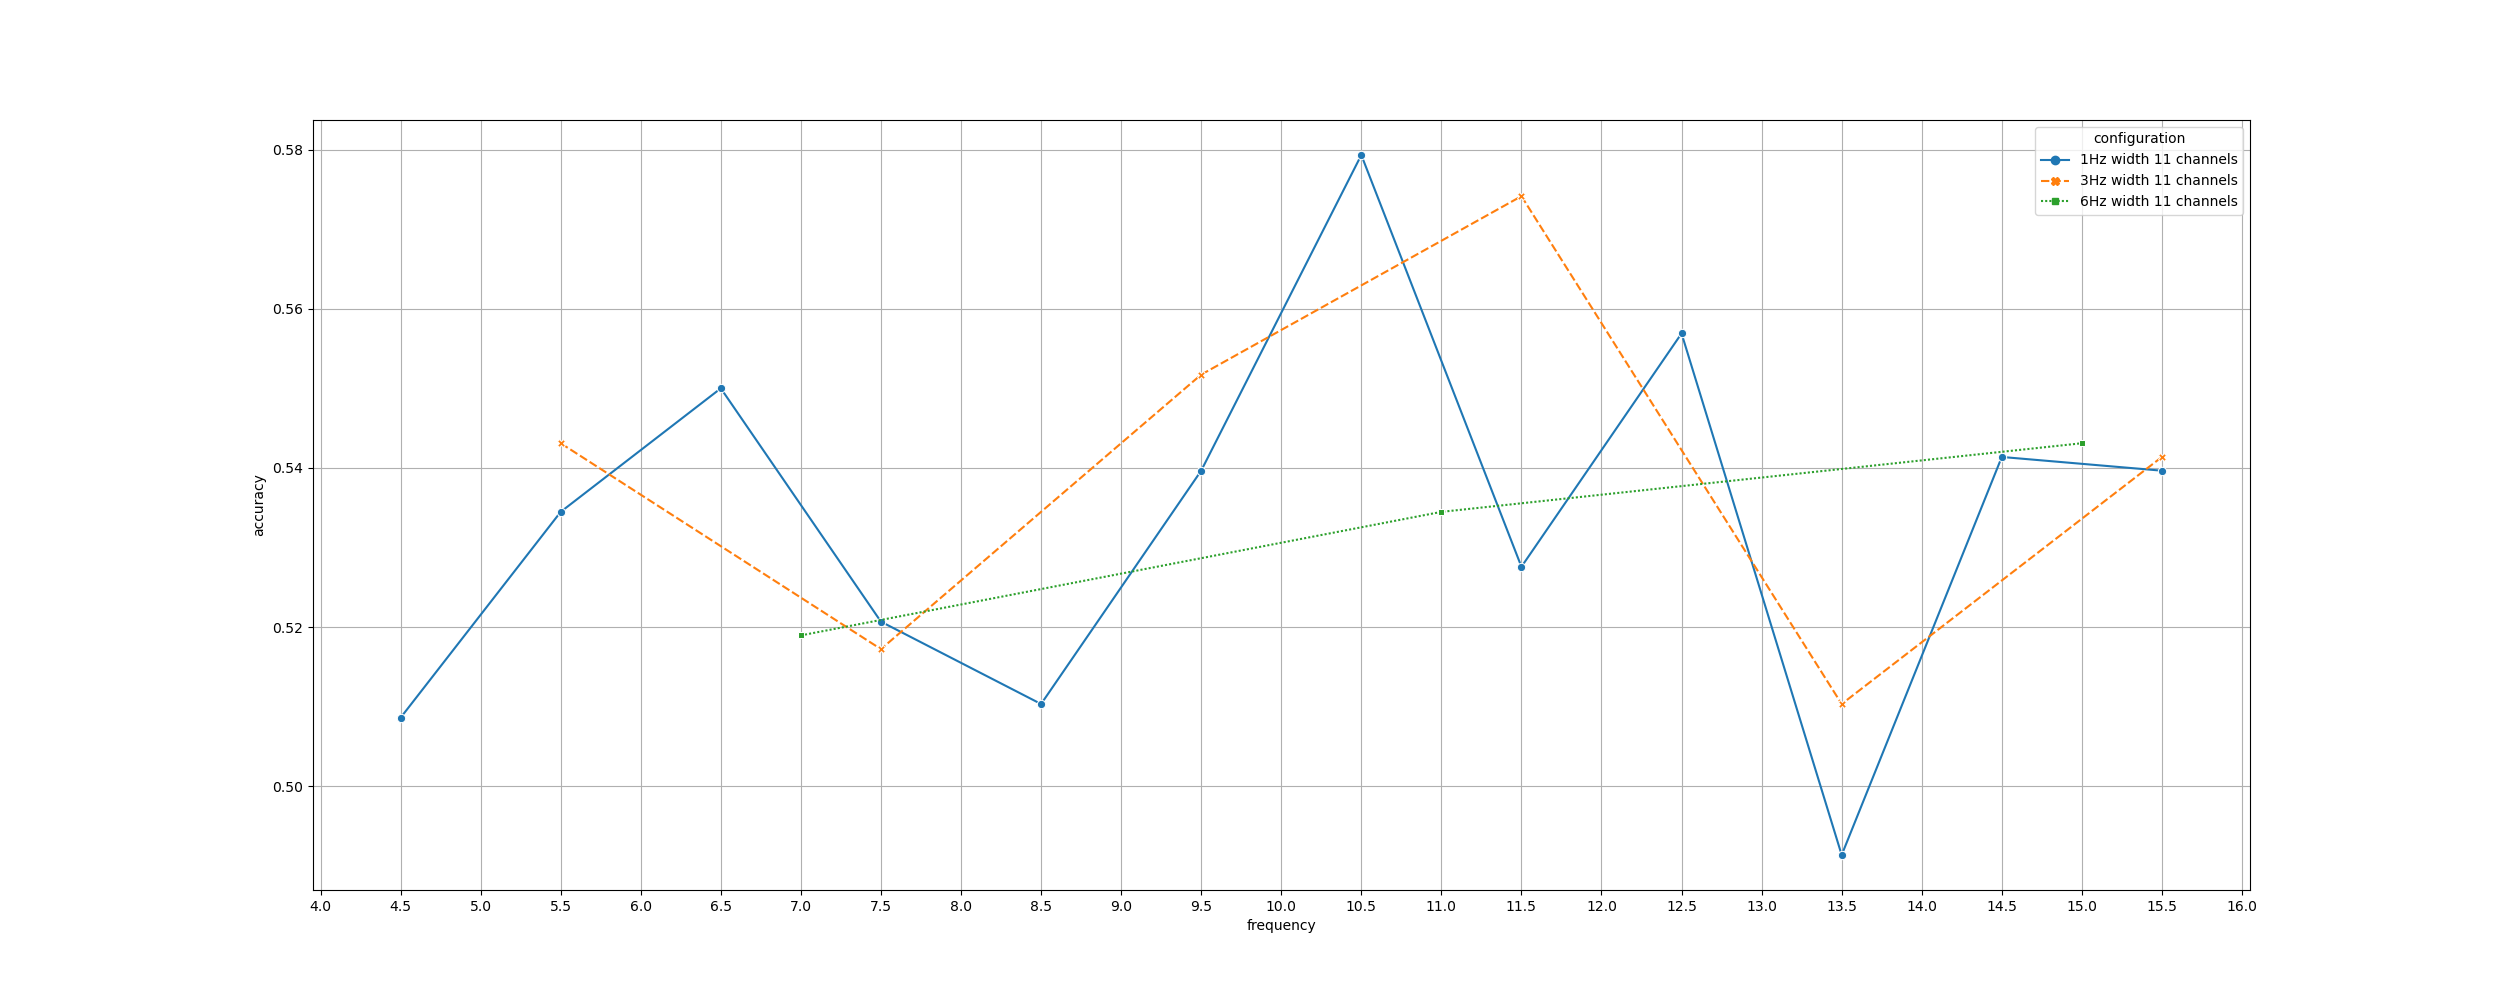 configuration
1Hz width 11 channels
3Hz width 11 channels
6Hz width 11 channels
0.58
0.56
0.54
0.52
0.50
accuracy
4.0 4.5 5.0 5.5 6.0 6.5 7.0 7.5 8.0 8.5 9.0 9.5 10.0 10.5 11.0 11.5 12.0 12.5 13.0 13.5 14.0 14.5 15.0 15.5 16.0
frequency